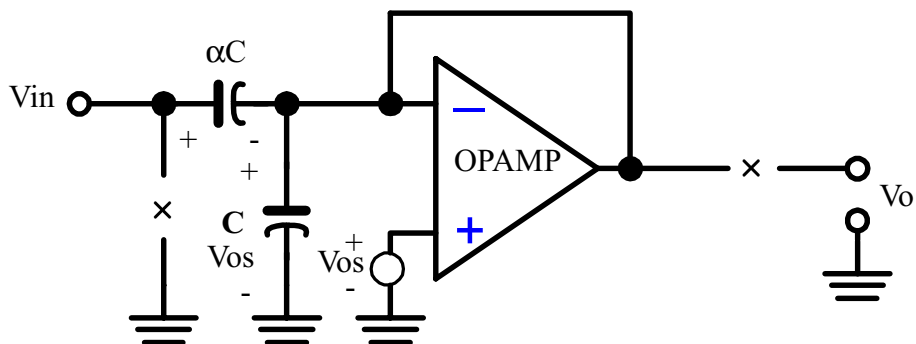 αC
Vin
+ -
+
C
Vos
-
Vos
+
-
−
OPAMP
+
×
×
Vo